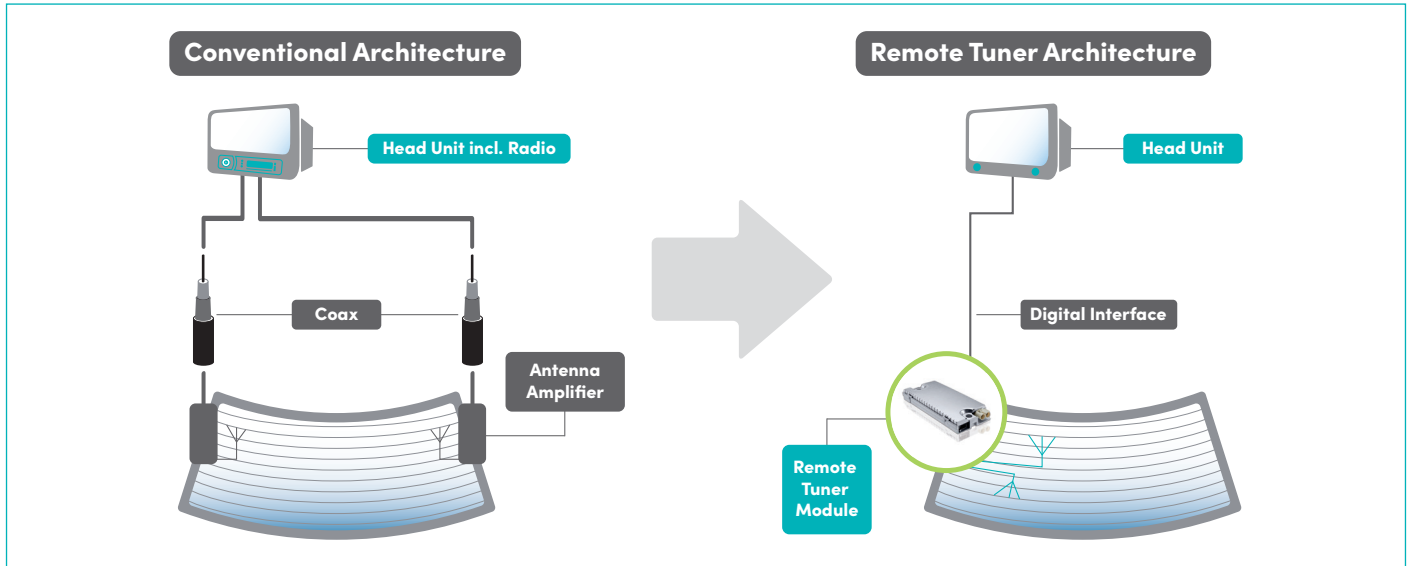 Conventional Architecture
Remote Tuner Architecture
Head Unit incl. Radio
Head Unit
Coax
Digital Interface
Antenna
Amplifier
Remote
Tuner
Module